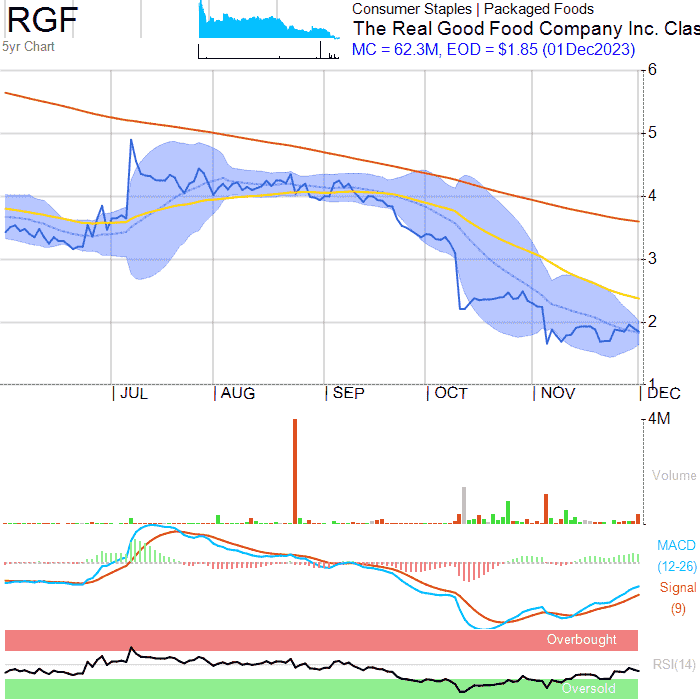 RGF
5yr Chart
Consumer Staples | Packaged Foods
The Real Good Food Company Inc. Clas
MC = 62.3M, EOD = $1.85 (01Dec2023)
6
5
4
3
2
1
JUL AUG SEP OCT NOV DEC
4M
Volume
MACD
(12-26)
Signal
(9)
Overbought
RSI(14)
Oversold